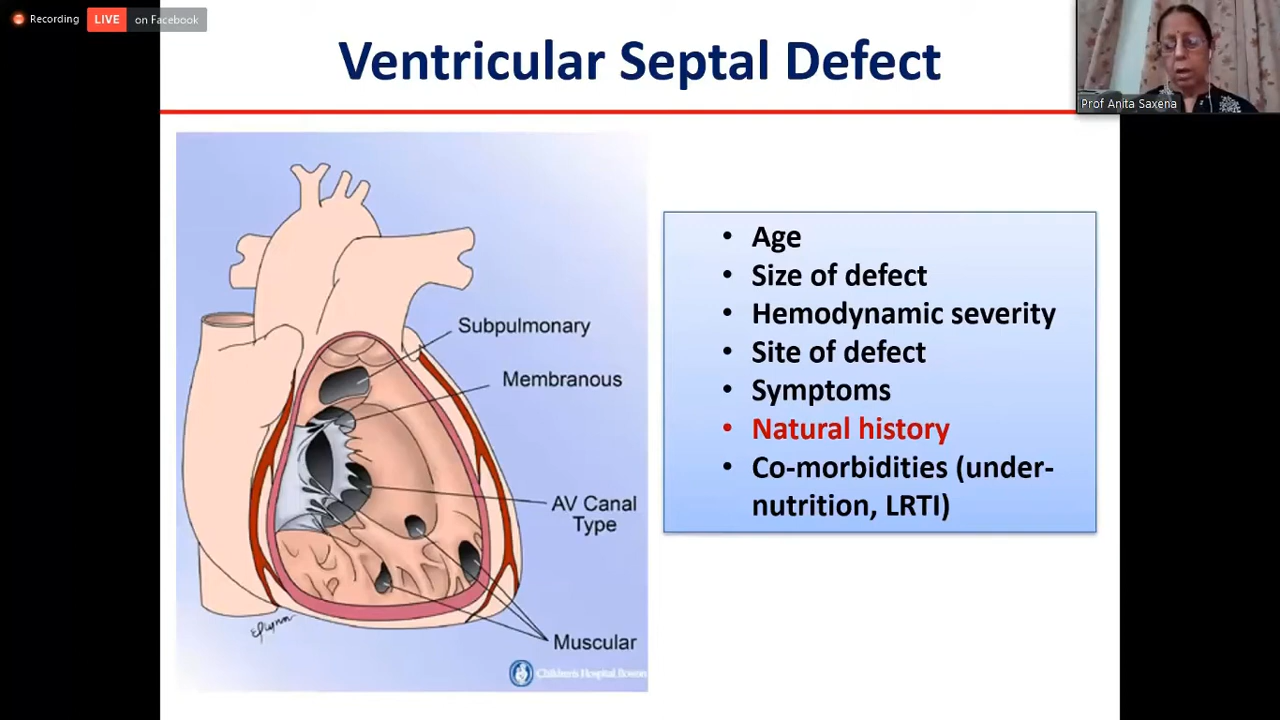 Recording
LIVE on Facebook
Ventricular Septal Defect
Prof Anita Saxena
Subpulmonary
Membranous
AV Canal
Type
Muscular
• Age
• Size of defect
• Hemodynamic severity
• Site of defect
• Symptoms
• Natural history
• Co-morbidities (under-
nutrition, LRTI)